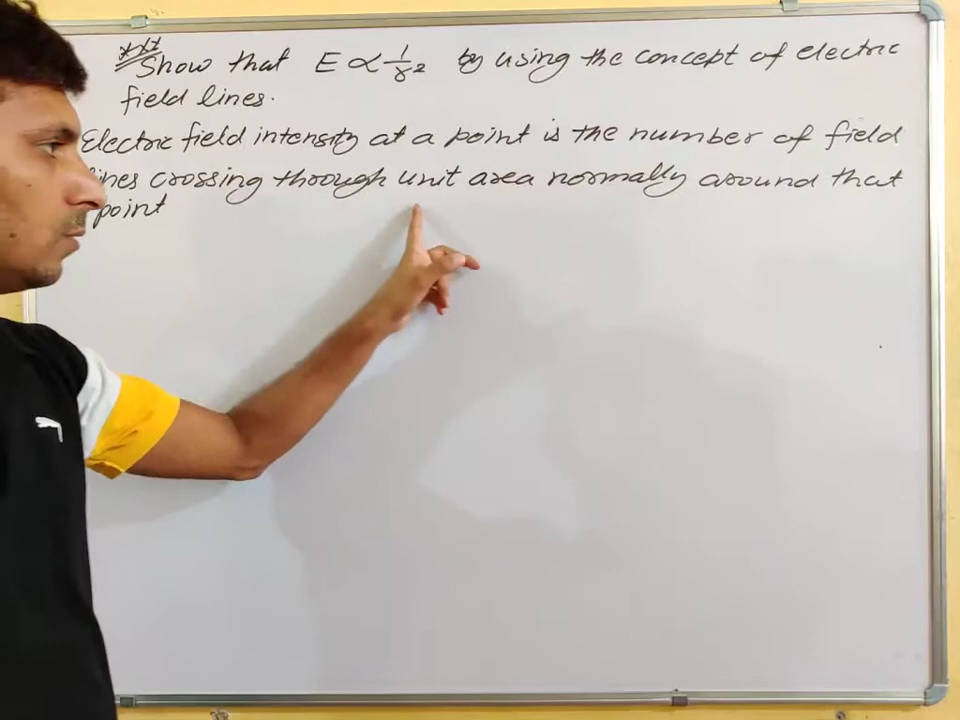 *** Show that E ∝ 1/r² by using the concept of electric
field lines.
Electric field intensity at a point is the number of field
lines crossing through unit area normally around that
point